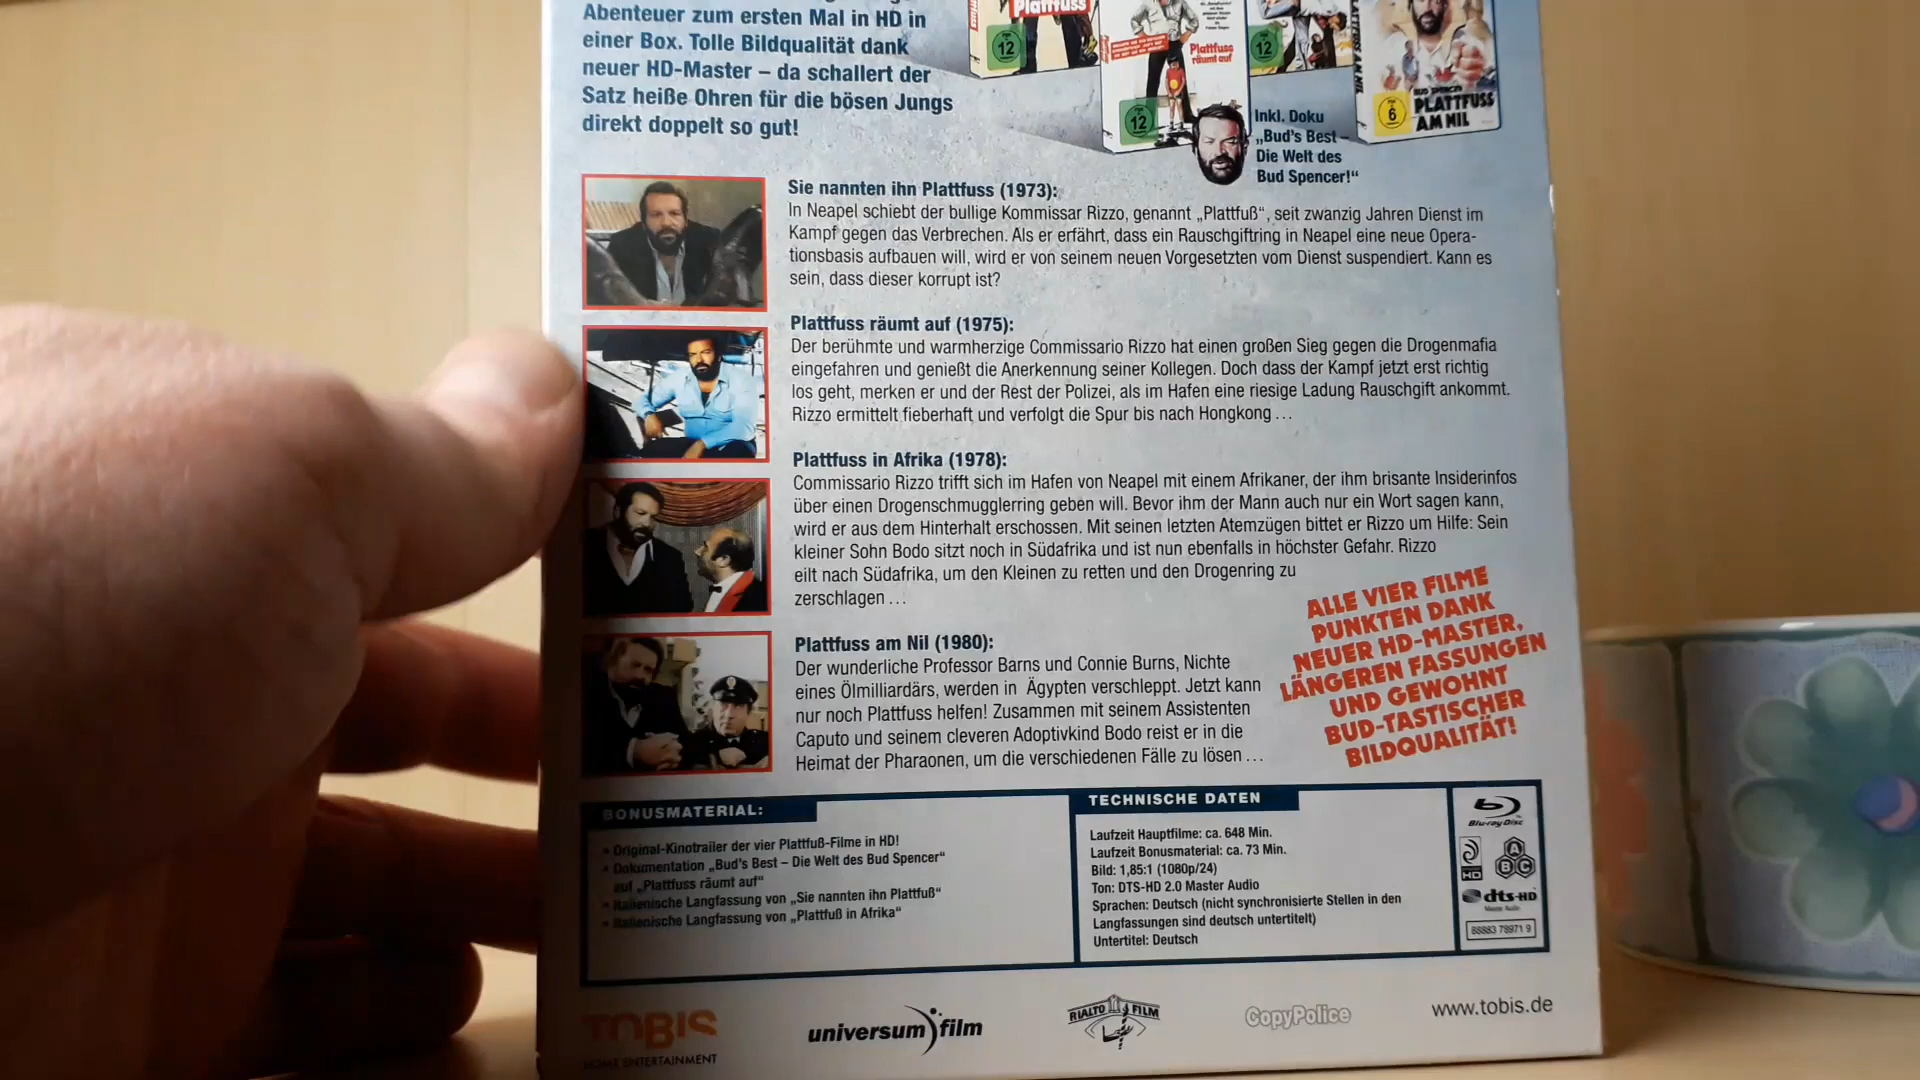 Abenteuer zum ersten Mal in HD in
einer Box. Tolle Bildqualität dank
neuer HD-Master – da schallert der
Satz heiße Ohren für die bösen Jungs
direkt doppelt so gut!
Plattfuss
12
Plattfuss
räumt auf
12
12
BUD SPENCER
PLATTFUSS
AM NIL
6
Inkl. Doku
„Bud's Best –
Die Welt des
Bud Spencer!“
Sie nannten ihn Plattfuss (1973):
In Neapel schiebt der bullige Kommissar Rizzo, genannt „Plattfuß“, seit zwanzig Jahren Dienst im
Kampf gegen das Verbrechen. Als er erfährt, dass ein Rauschgiftring in Neapel eine neue Opera-
tionsbasis aufbauen will, wird er von seinem neuen Vorgesetzten vom Dienst suspendiert. Kann es
sein, dass dieser korrupt ist?
Plattfuss räumt auf (1975):
Der berühmte und warmherzige Commissario Rizzo hat einen großen Sieg gegen die Drogenmafia
eingefahren und genießt die Anerkennung seiner Kollegen. Doch dass der Kampf jetzt erst richtig
los geht, merken er und der Rest der Polizei, als im Hafen eine riesige Ladung Rauschgift ankommt.
Rizzo ermittelt fieberhaft und verfolgt die Spur bis nach Hongkong ...
Plattfuss in Afrika (1978):
Commissario Rizzo trifft sich im Hafen von Neapel mit einem Afrikaner, der ihm brisante Insiderinfos
über einen Drogenschmugglerring geben will. Bevor ihm der Mann auch nur ein Wort sagen kann,
wird er aus dem Hinterhalt erschossen. Mit seinen letzten Atemzügen bittet er Rizzo um Hilfe: Sein
kleiner Sohn Bodo sitzt noch in Südafrika und ist nun ebenfalls in höchster Gefahr. Rizzo
eilt nach Südafrika, um den Kleinen zu retten und den Drogenring zu
zerschlagen ...
Plattfuss am Nil (1980):
Der wunderliche Professor Barns und Connie Burns, Nichte
eines Ölmilliardärs, werden in Ägypten verschleppt. Jetzt kann
nur noch Plattfuss helfen! Zusammen mit seinem Assistenten
Caputo und seinem cleveren Adoptivkind Bodo reist er in die
Heimat der Pharaonen, um die verschiedenen Fälle zu lösen ...
ALLE VIER FILME
PUNKTEN DANK
NEUER HD-MASTER,
LÄNGEREN FASSUNGEN
UND GEWOHNT
BUD-TASTISCHER
BILDQUALITÄT!
BONUSMATERIAL:
• Original-Kinotrailer der vier Plattfuß-Filme in HD!
• Dokumentation „Bud's Best – Die Welt des Bud Spencer“
auf „Plattfuss räumt auf“
• Italienische Langfassung von „Sie nannten ihn Plattfuß“
• Italienische Langfassung von „Plattfuß in Afrika“
TECHNISCHE DATEN
Laufzeit Hauptfilme: ca. 648 Min.
Laufzeit Bonusmaterial: ca. 73 Min.
Bild: 1,85:1 (1080p/24)
Ton: DTS-HD 2.0 Master Audio
Sprachen: Deutsch (nicht synchronisierte Stellen in den
Langfassungen sind deutsch untertitelt)
Untertitel: Deutsch
Blu-ray Disc
HD
A B C
dts-HD
Master Audio
88883 78971 9
TOBIS
HOME ENTERTAINMENT
universum film
RIALTO FILM
CopyPolice
www.tobis.de